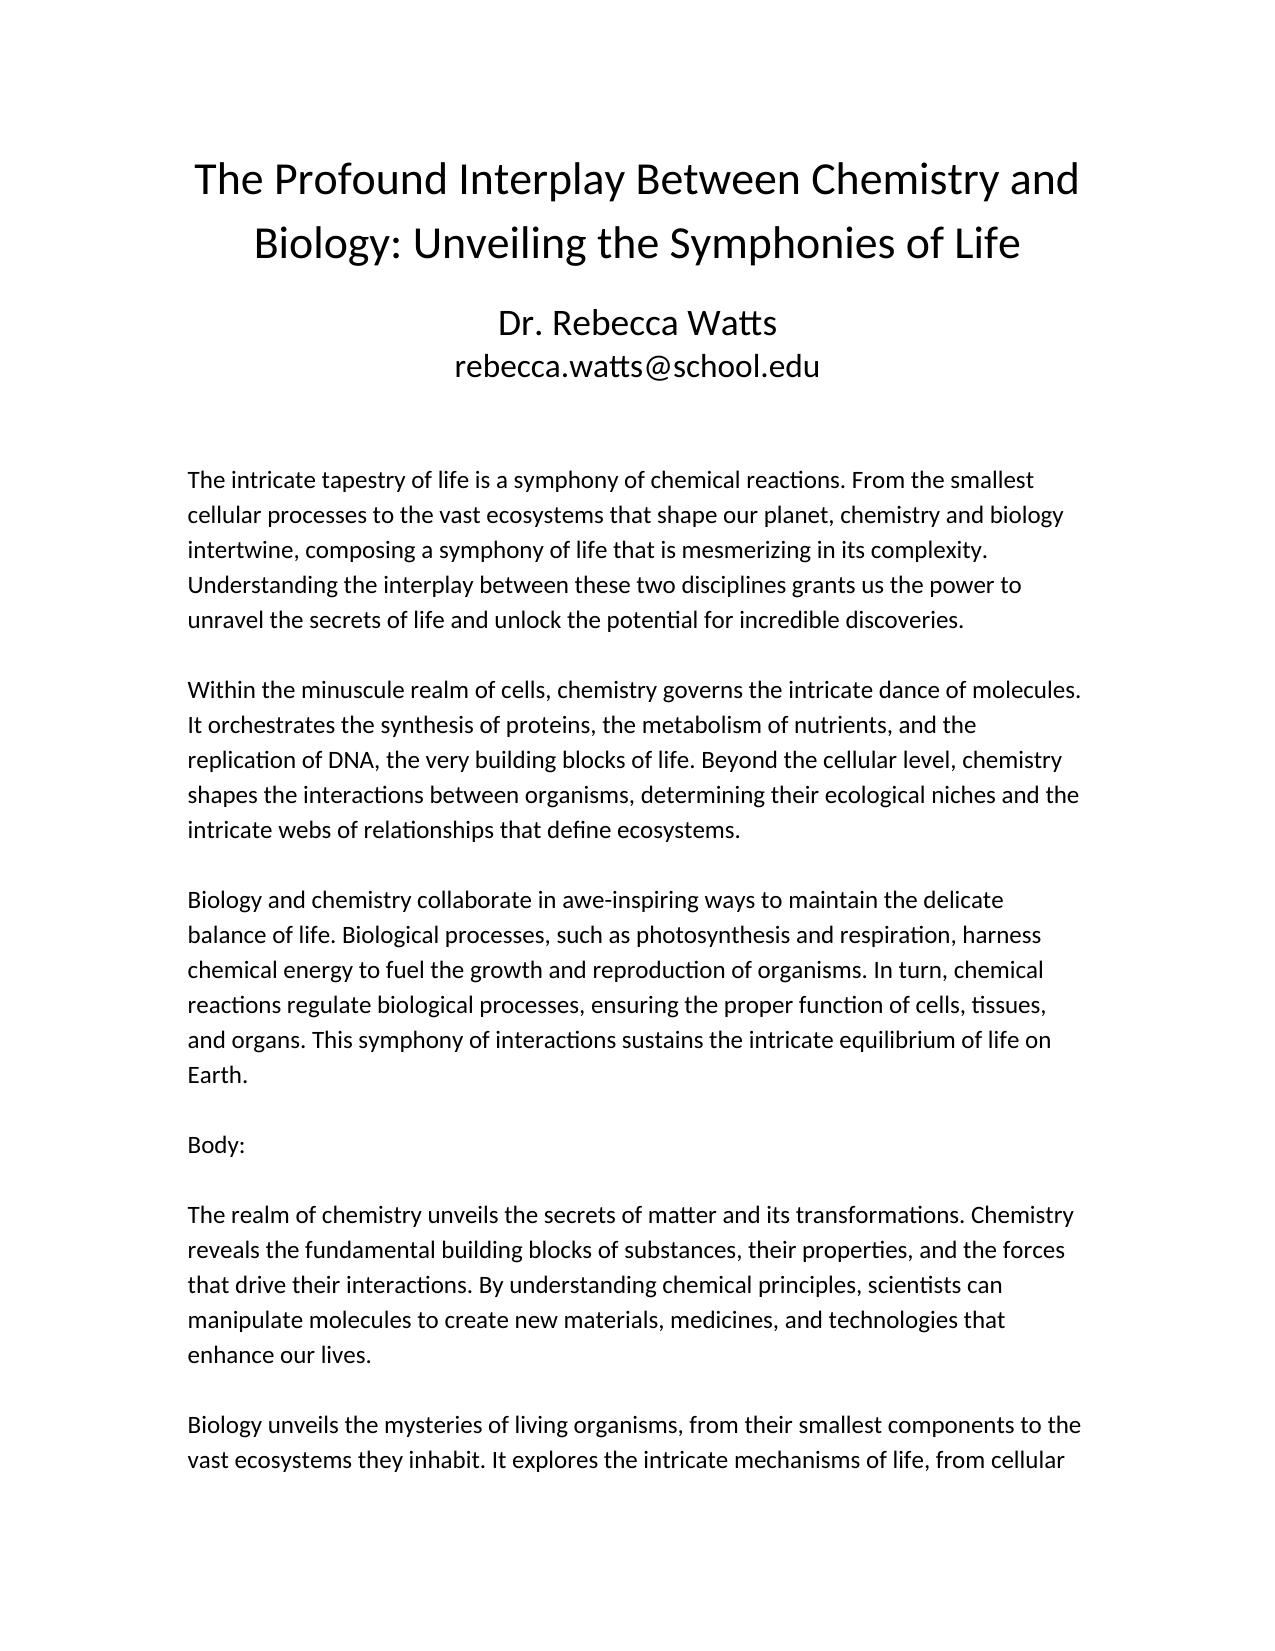 The Profound Interplay Between Chemistry and
Biology: Unveiling the Symphonies of Life
Dr. Rebecca Watts
rebecca.watts@school.edu
The intricate tapestry of life is a symphony of chemical reactions. From the smallest
cellular processes to the vast ecosystems that shape our planet, chemistry and biology
intertwine, composing a symphony of life that is mesmerizing in its complexity.
Understanding the interplay between these two disciplines grants us the power to
unravel the secrets of life and unlock the potential for incredible discoveries.
Within the minuscule realm of cells, chemistry governs the intricate dance of molecules.
It orchestrates the synthesis of proteins, the metabolism of nutrients, and the
replication of DNA, the very building blocks of life. Beyond the cellular level, chemistry
shapes the interactions between organisms, determining their ecological niches and the
intricate webs of relationships that define ecosystems.
Biology and chemistry collaborate in awe-inspiring ways to maintain the delicate
balance of life. Biological processes, such as photosynthesis and respiration, harness
chemical energy to fuel the growth and reproduction of organisms. In turn, chemical
reactions regulate biological processes, ensuring the proper function of cells, tissues,
and organs. This symphony of interactions sustains the intricate equilibrium of life on
Earth.
Body:
The realm of chemistry unveils the secrets of matter and its transformations. Chemistry
reveals the fundamental building blocks of substances, their properties, and the forces
that drive their interactions. By understanding chemical principles, scientists can
manipulate molecules to create new materials, medicines, and technologies that
enhance our lives.
Biology unveils the mysteries of living organisms, from their smallest components to the
vast ecosystems they inhabit. It explores the intricate mechanisms of life, from cellular